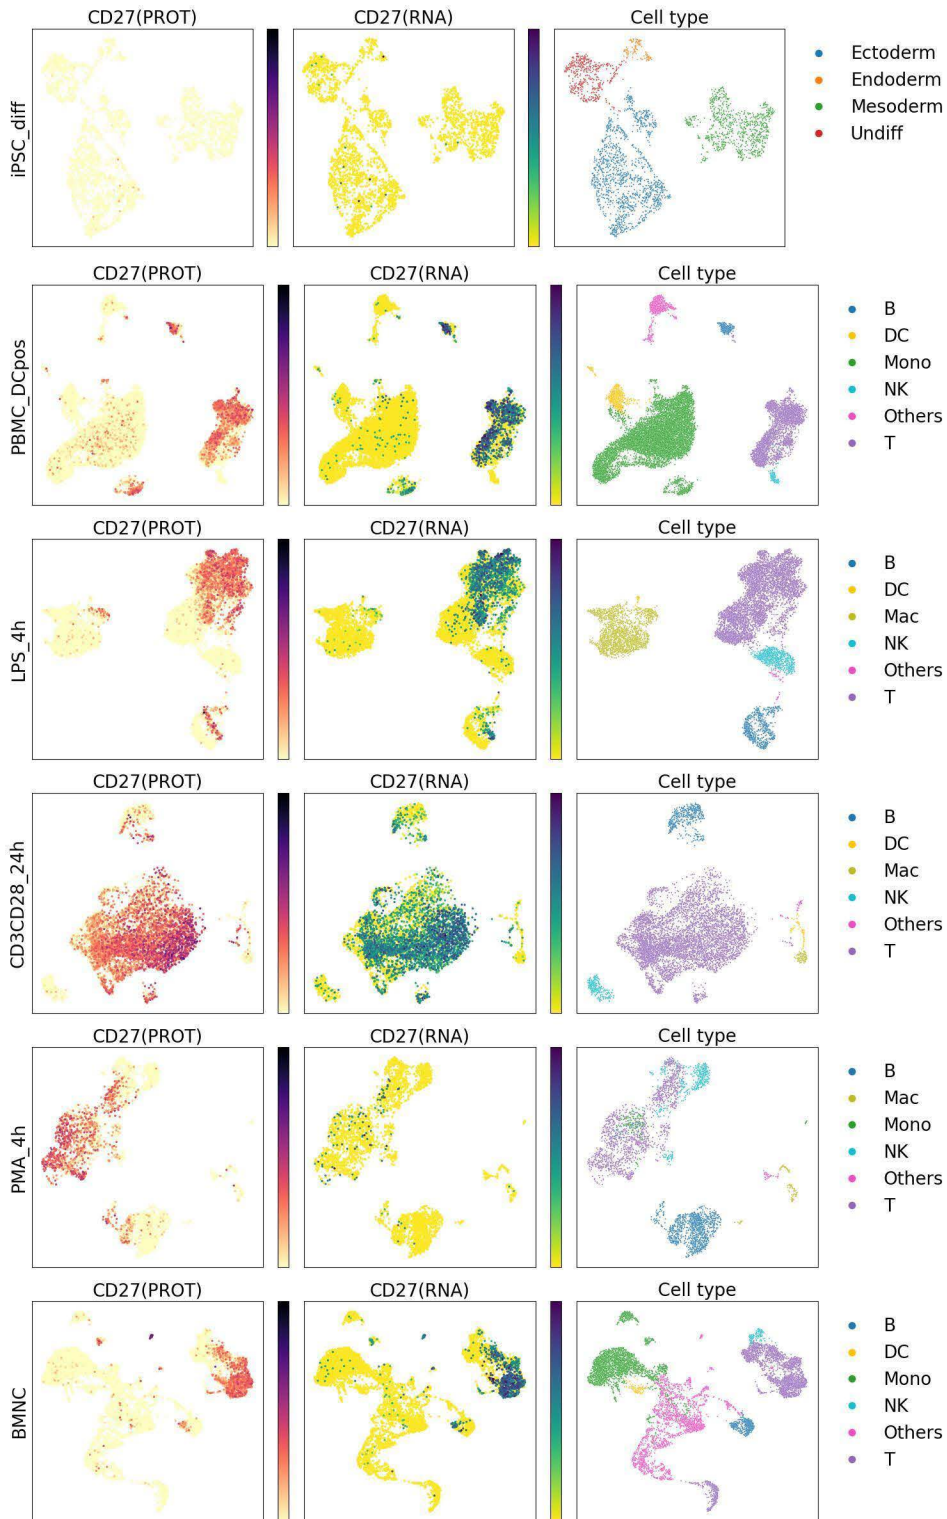 CD27(PROT) CD27(RNA) Cell type
iPSC_diff
Ectoderm
Endoderm
Mesoderm
Undiff
CD27(PROT) CD27(RNA) Cell type
PBMC_DCpos
B
DC
Mono
NK
Others
T
CD27(PROT) CD27(RNA) Cell type
LPS_4h
B
DC
Mac
NK
Others
T
CD27(PROT) CD27(RNA) Cell type
CD3CD28_24h
B
DC
Mac
NK
Others
T
CD27(PROT) CD27(RNA) Cell type
PMA_4h
B
Mac
Mono
NK
Others
T
CD27(PROT) CD27(RNA) Cell type
BMNC
B
DC
Mono
NK
Others
T